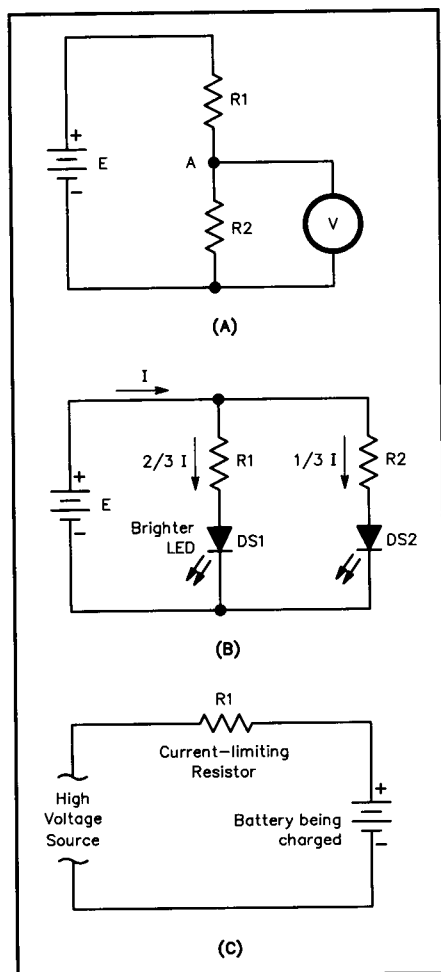 R1
+
E
A
−
R2
V
(A)
I
2/3 I
R1
1/3 I
R2
+
E
−
Brighter
LED
DS1
DS2
(B)
R1
Current-limiting
Resistor
High
Voltage
Source
+
Battery being
charged
−
(C)